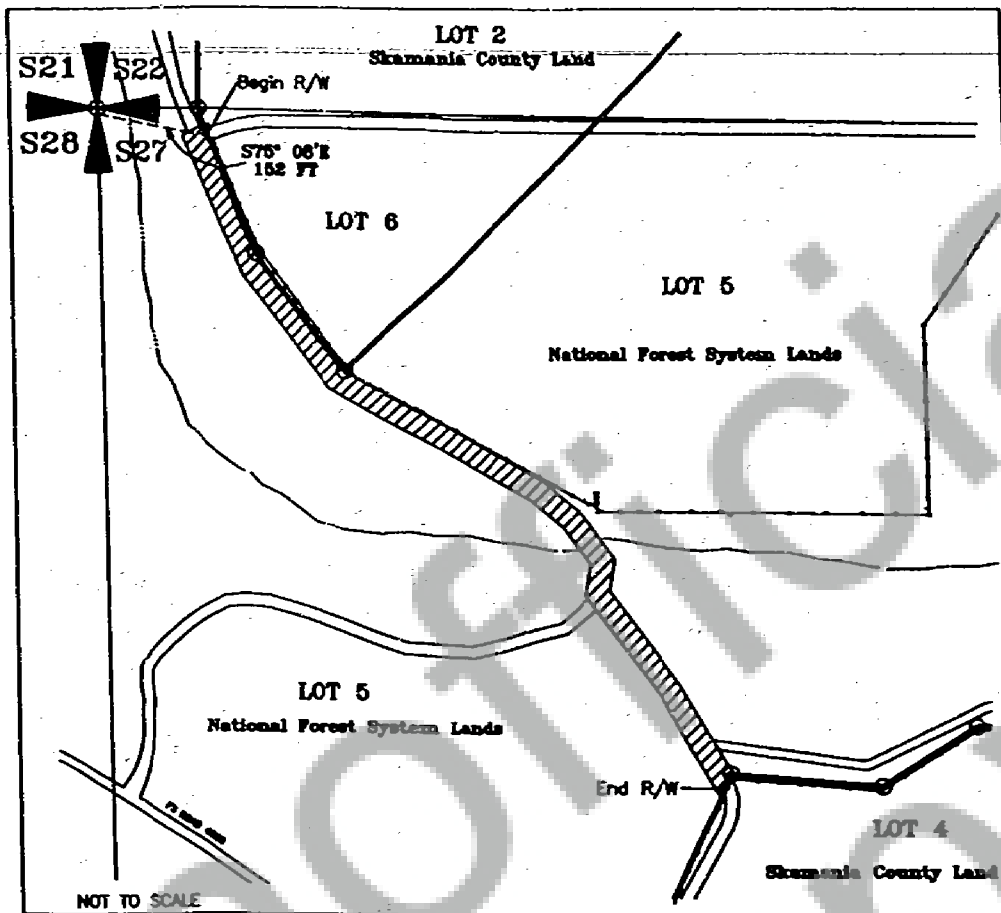 LOT 2
Skamania County Land
S21 S22
Begin R/W
S28 S27
S75° 06'E
152 FT
LOT 6
LOT 5
National Forest System Lands
LOT 5
National Forest System Lands
End R/W
LOT 4
Skamania County Land
NOT TO SCALE